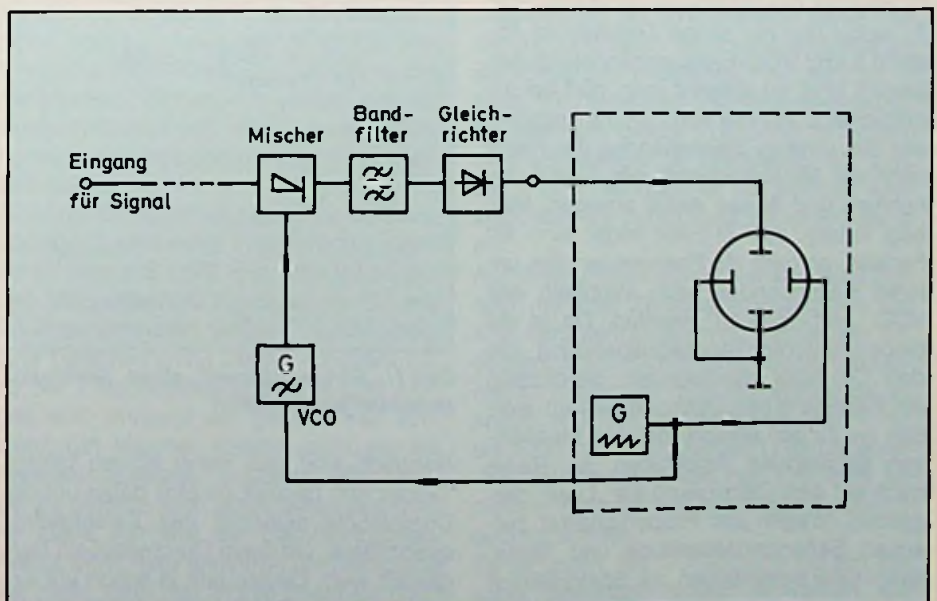 Eingang
für Signal
Mischer
Band-
filter
Gleich-
richter
G
VCO
G